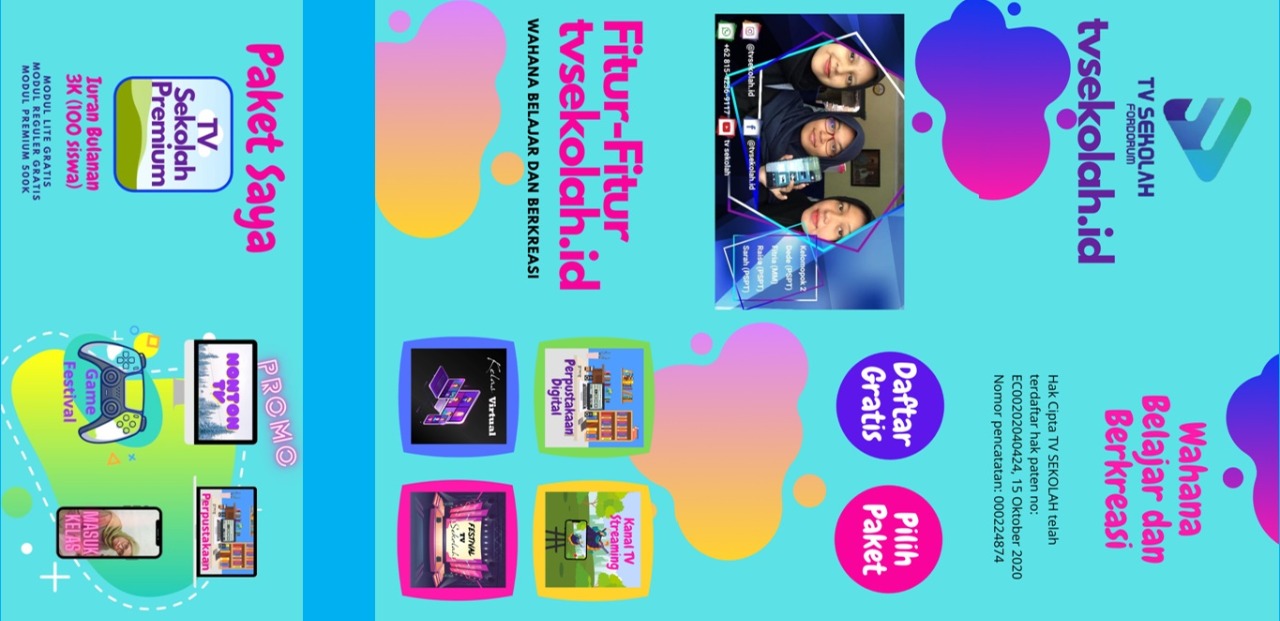 TV SEKOLAH
FORDORUM
tvsekolah.id
Wahana
Belajar dan
Berkreasi
Hak Cipta TV SEKOLAH telah
terdaftar hak paten no:
EC00202040424, 15 Oktober 2020
Nomor pencatatan: 000224874
Daftar
Gratis
Pilih
Paket
Kelomopok 2
Dede (PSPT)
Fitria (MM)
Raisa (PSPT)
Sarah (PSPT)
@tvsekolah.id
@tvsekolah.id
+62 815-4236-9117
tv sekolah
Fitur-Fitur
tvsekolah.id
WAHANA BELAJAR DAN BERKREASI
Perpustakaan
Digital
Kanal TV
Streaming
Kelas Virtual
FESTIVAL
TV
Sekolah
Paket Saya
TV
Sekolah
Premium
Iuran Bulanan
3K (100 siswa)
MODUL LITE GRATIS
MODUL REGULER GRATIS
MODUL PREMIUM 500K
PROMO
NONTON
TV
Perpustakaan
Game
Festival
MASUK
KELAS